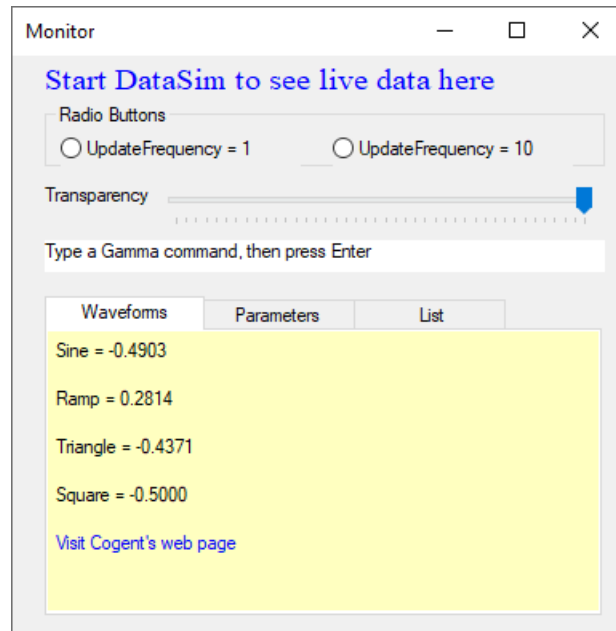 Monitor
Start DataSim to see live data here
Radio Buttons
UpdateFrequency = 1 UpdateFrequency = 10
Transparency
Type a Gamma command, then press Enter
Waveforms Parameters List
Sine = -0.4903
Ramp = 0.2814
Triangle = -0.4371
Square = -0.5000
Visit Cogent's web page